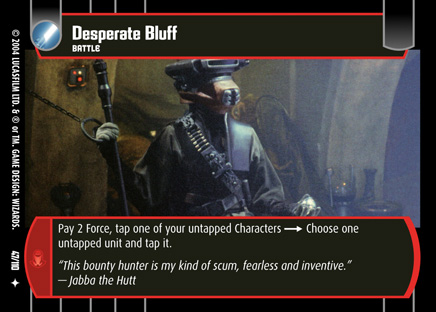 Desperate Bluff
BATTLE
© 2004 LUCASFILM LTD. & ® or TM. GAME DESIGN: WIZARDS.
47/110
Pay 2 Force, tap one of your untapped Characters → Choose one
untapped unit and tap it.
“This bounty hunter is my kind of scum, fearless and inventive.”
— Jabba the Hutt